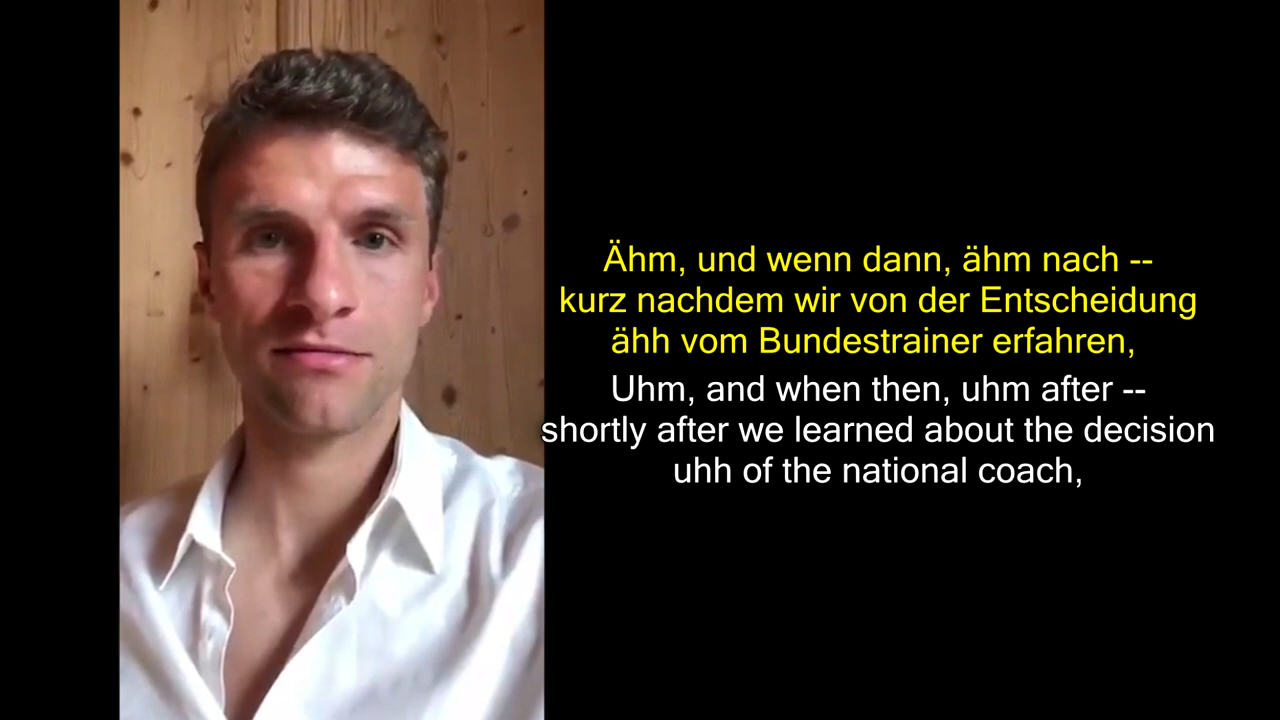 Ähm, und wenn dann, ähm nach --
kurz nachdem wir von der Entscheidung
ähh vom Bundestrainer erfahren,
Uhm, and when then, uhm after --
shortly after we learned about the decision
uhh of the national coach,